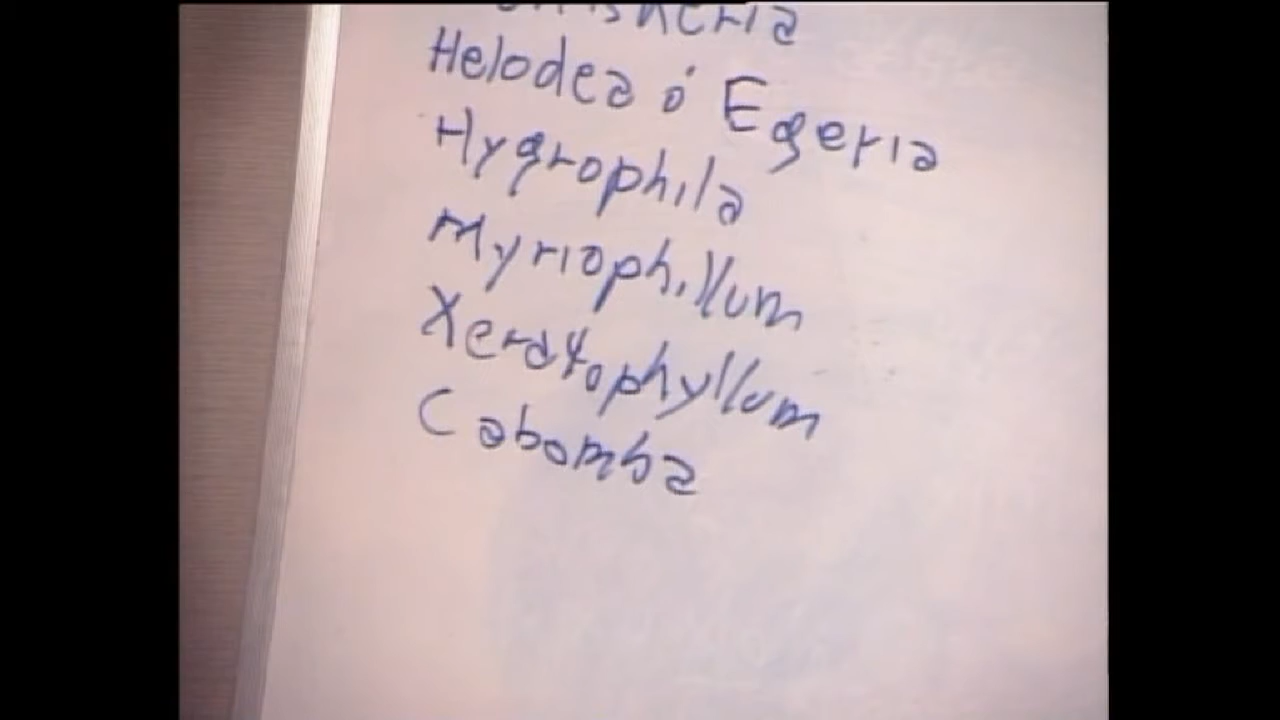 Helodea ó Egeria
Hygrophila
Myriophillum
Xeratophyllum
Cabomba